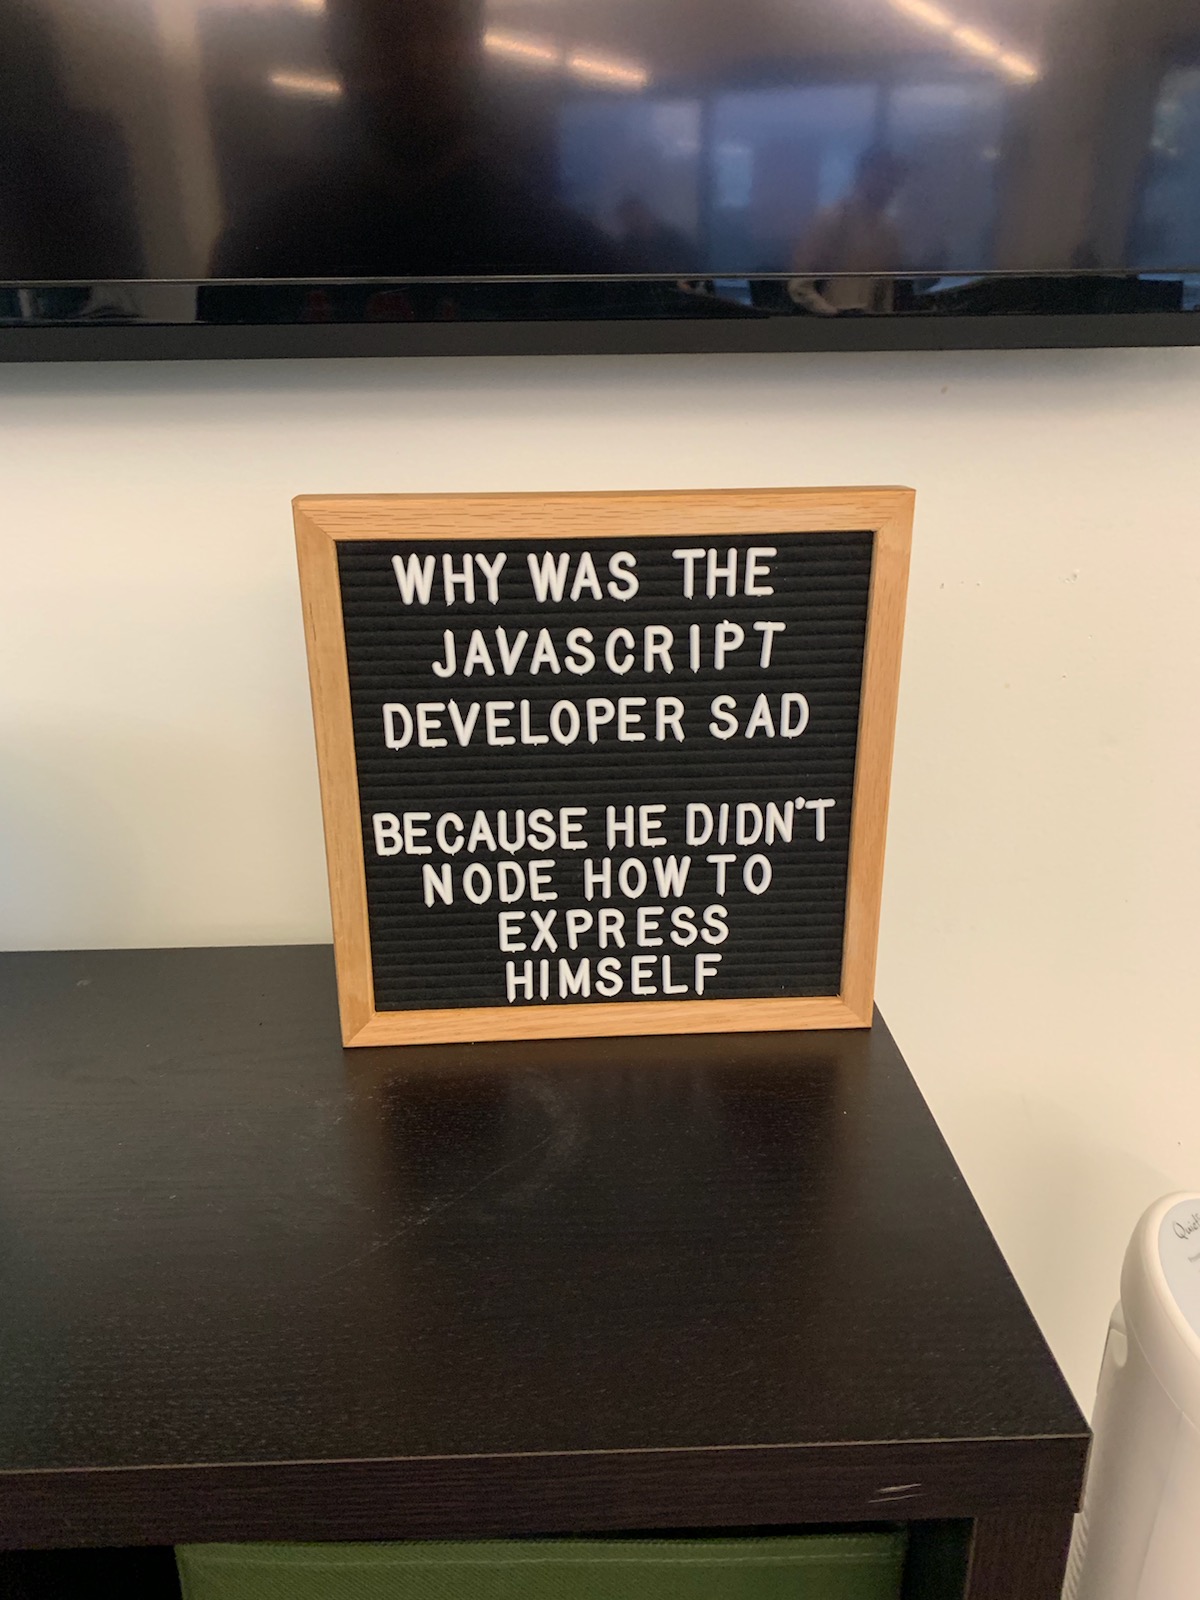 WHY WAS THE
JAVASCRIPT
DEVELOPER SAD
BECAUSE HE DIDN'T
NODE HOW TO
EXPRESS
HIMSELF